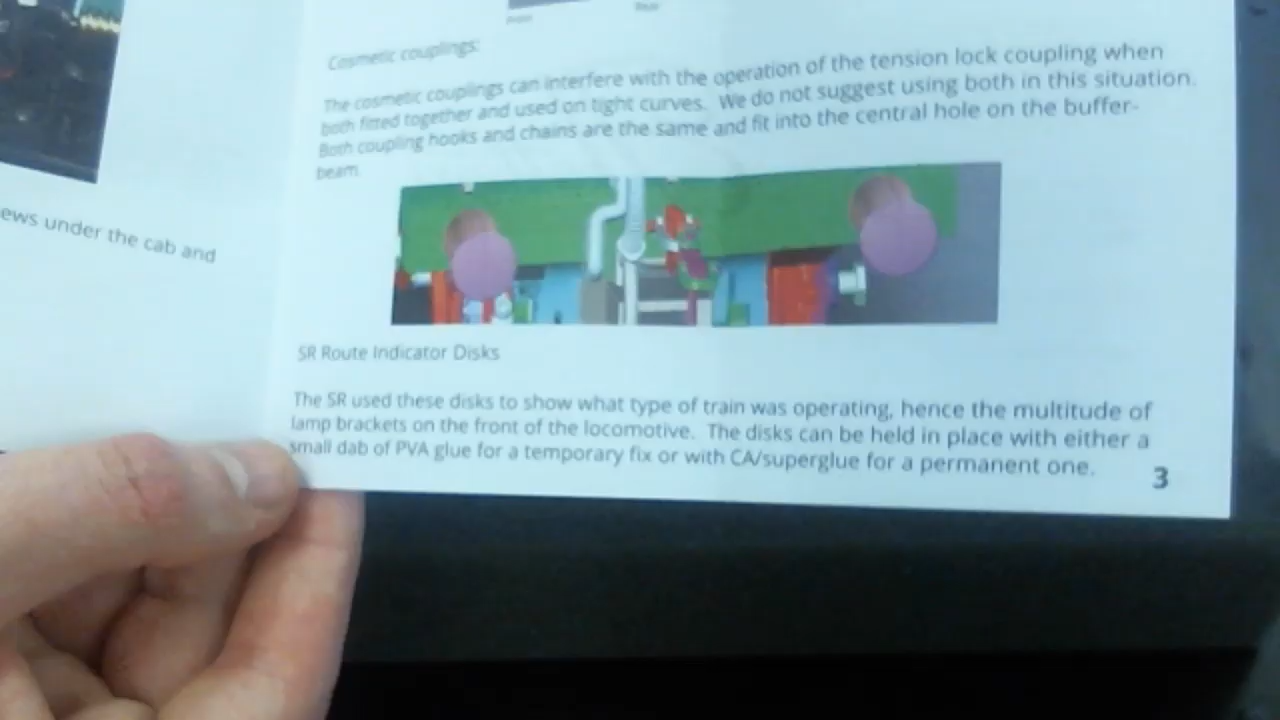 Front
Rear
Cosmetic couplings:
The cosmetic couplings can interfere with the operation of the tension lock coupling when
both fitted together and used on tight curves. We do not suggest using both in this situation.
Both coupling hooks and chains are the same and fit into the central hole on the buffer-
beam.
ews under the cab and
SR Route Indicator Disks
The SR used these disks to show what type of train was operating, hence the multitude of
lamp brackets on the front of the locomotive. The disks can be held in place with either a
small dab of PVA glue for a temporary fix or with CA/superglue for a permanent one.
3